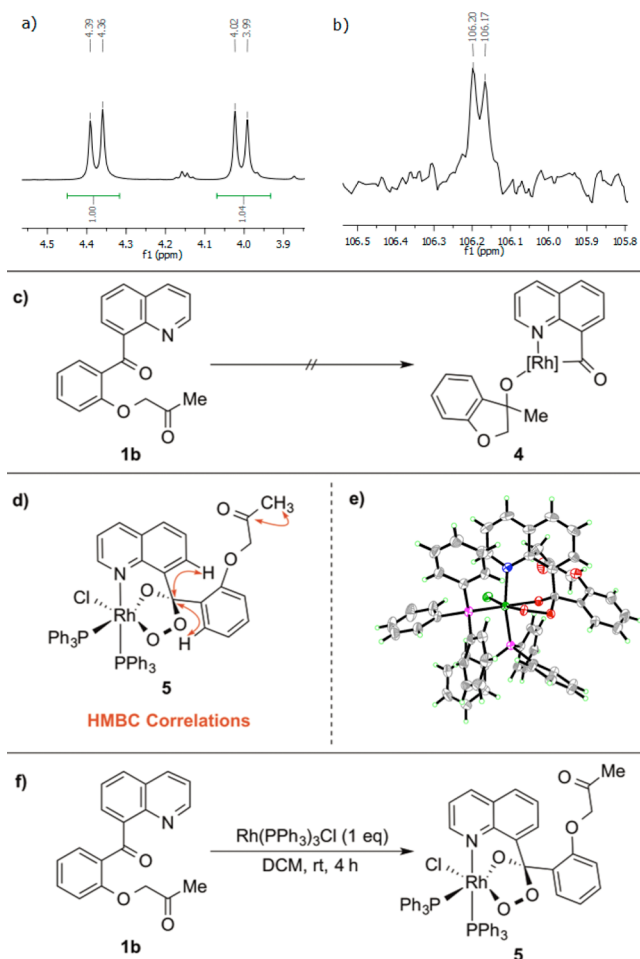 a)
4.39
4.36
4.02
3.99
1.00
1.04
4.5 4.4 4.3 4.2 4.1 4.0 3.9
f1 (ppm)
b)
106.20
106.17
106.5 106.4 106.3 106.2 106.1 106.0 105.9 105.8
f1 (ppm)
c)
N
O
O
Me
O
1b
N
[Rh]
O
O
Me
O
4
d)
O
CH3
O
H
N
O
Cl
Rh
O
O
H
Ph3P
PPh3
5
HMBC Correlations
e)
f)
N
O
O
Me
O
1b
Rh(PPh3)3Cl (1 eq)
DCM, rt, 4 h
Me
O
O
N
O
Cl
Rh
O
O
Ph3P
PPh3
5